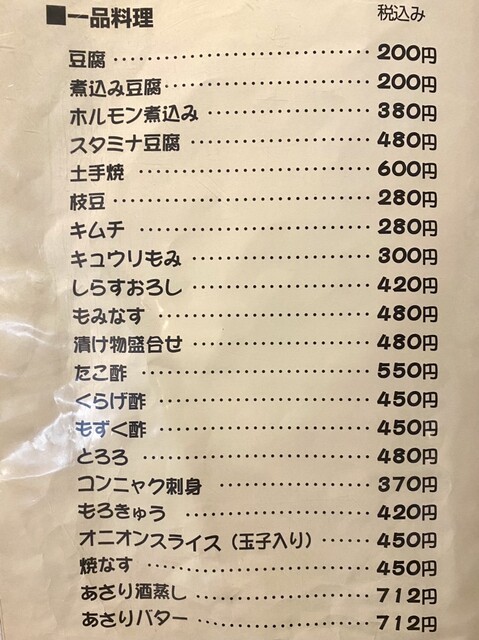 ■一品料理 税込み
豆腐 200円
煮込み豆腐 200円
ホルモン煮込み 380円
スタミナ豆腐 480円
土手焼 600円
枝豆 280円
キムチ 280円
キュウリもみ 300円
しらすおろし 420円
もみなす 480円
漬け物盛合せ 480円
たこ酢 550円
くらげ酢 450円
もずく酢 450円
とろろ 480円
コンニャク刺身 370円
もろきゅう 420円
オニオンスライス（玉子入り） 450円
焼なす 450円
あさり酒蒸し 712円
あさりバター 712円